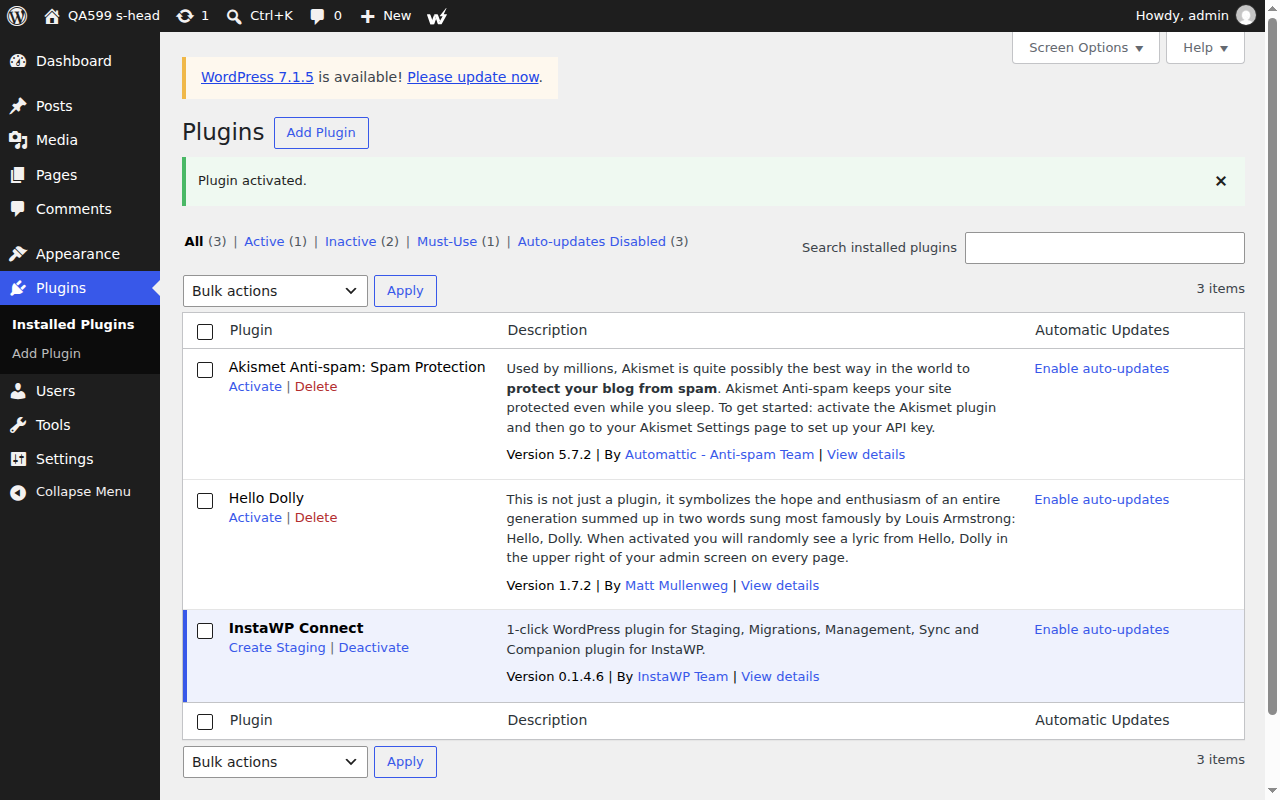 QA599 s-head
1
Ctrl+K
0
New
Howdy, admin
Dashboard
Posts
Media
Pages
Comments
Appearance
Plugins
Installed Plugins
Add Plugin
Users
Tools
Settings
Collapse Menu
Screen Options
Help
WordPress 7.1.5 is available! Please update now.
Plugins
Add Plugin
Plugin activated.
All (3) | Active (1) | Inactive (2) | Must-Use (1) | Auto-updates Disabled (3)
Search installed plugins
Bulk actions
Apply
3 items
Plugin Description Automatic Updates
Akismet Anti-spam: Spam Protection
Activate | Delete
Used by millions, Akismet is quite possibly the best way in the world to
protect your blog from spam. Akismet Anti-spam keeps your site
protected even while you sleep. To get started: activate the Akismet plugin
and then go to your Akismet Settings page to set up your API key.
Version 5.7.2 | By Automattic - Anti-spam Team | View details
Enable auto-updates
Hello Dolly
Activate | Delete
This is not just a plugin, it symbolizes the hope and enthusiasm of an entire
generation summed up in two words sung most famously by Louis Armstrong:
Hello, Dolly. When activated you will randomly see a lyric from Hello, Dolly in
the upper right of your admin screen on every page.
Version 1.7.2 | By Matt Mullenweg | View details
Enable auto-updates
InstaWP Connect
Create Staging | Deactivate
1-click WordPress plugin for Staging, Migrations, Management, Sync and
Companion plugin for InstaWP.
Version 0.1.4.6 | By InstaWP Team | View details
Enable auto-updates
Plugin Description Automatic Updates
Bulk actions
Apply
3 items